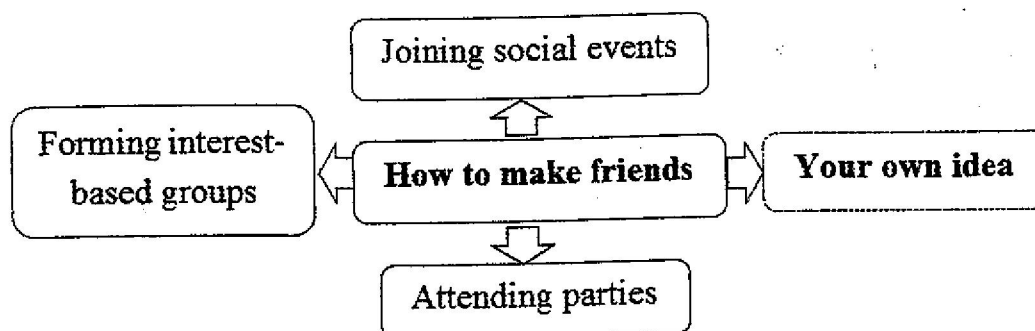 Joining social events
Forming interest-
based groups
How to make friends
Your own idea
Attending parties